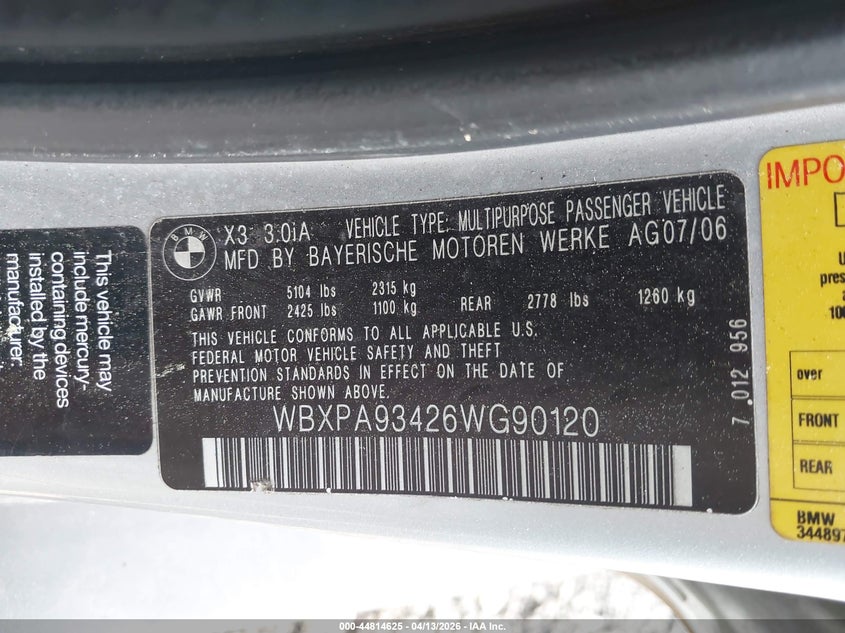 This vehicle may
include mercury-
containing devices
installed by the
manufacturer.
BMW
X3 3.0iA VEHICLE TYPE: MULTIPURPOSE PASSENGER VEHICLE
MFD BY BAYERISCHE MOTOREN WERKE AG07/06
GVWR 5104 lbs 2315 kg
GAWR FRONT 2425 lbs 1100 kg REAR 2778 lbs 1260 kg
THIS VEHICLE CONFORMS TO ALL APPLICABLE U.S.
FEDERAL MOTOR VEHICLE SAFETY AND THEFT
PREVENTION STANDARDS IN EFFECT ON THE DATE OF
MANUFACTURE SHOWN ABOVE.
WBXPA93426WG90120
7 012 956
IMPO
U
pres
a
100
over
FRONT
REAR
BMW
344897
000-44814625 | 04/13/2026 | IAA Inc.